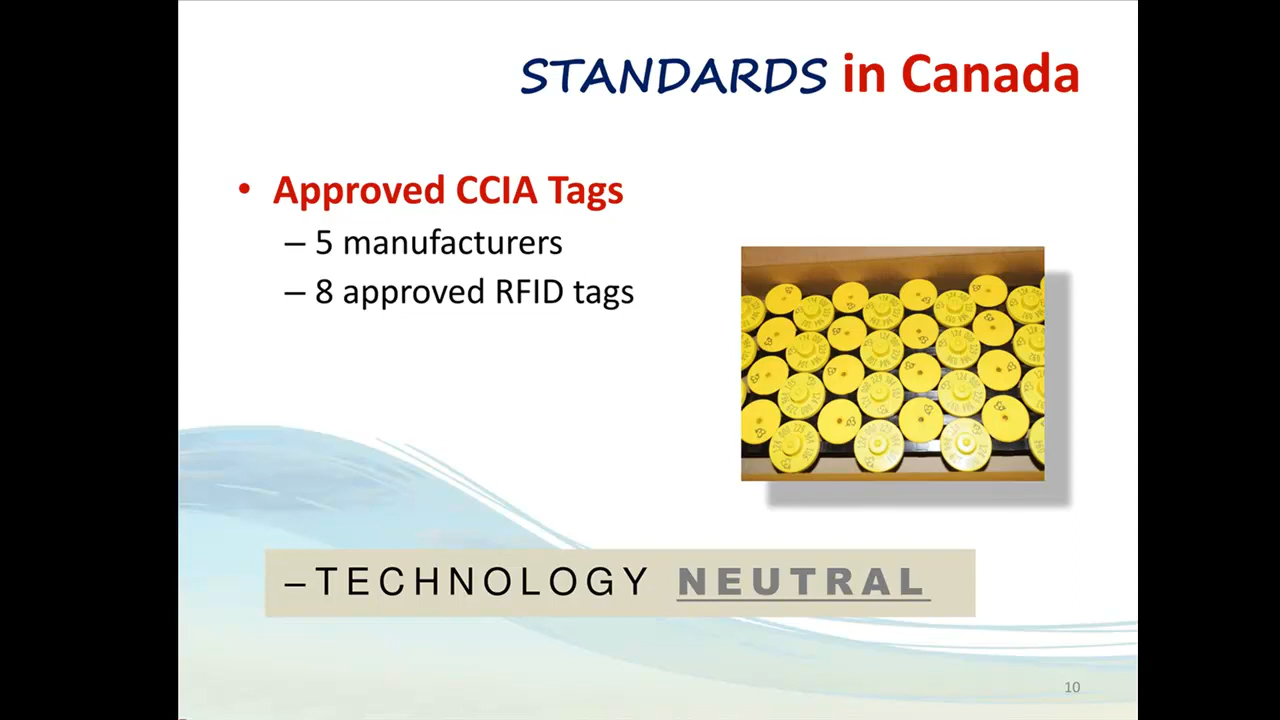 STANDARDS in Canada
• Approved CCIA Tags
– 5 manufacturers
– 8 approved RFID tags
– TECHNOLOGY NEUTRAL
10